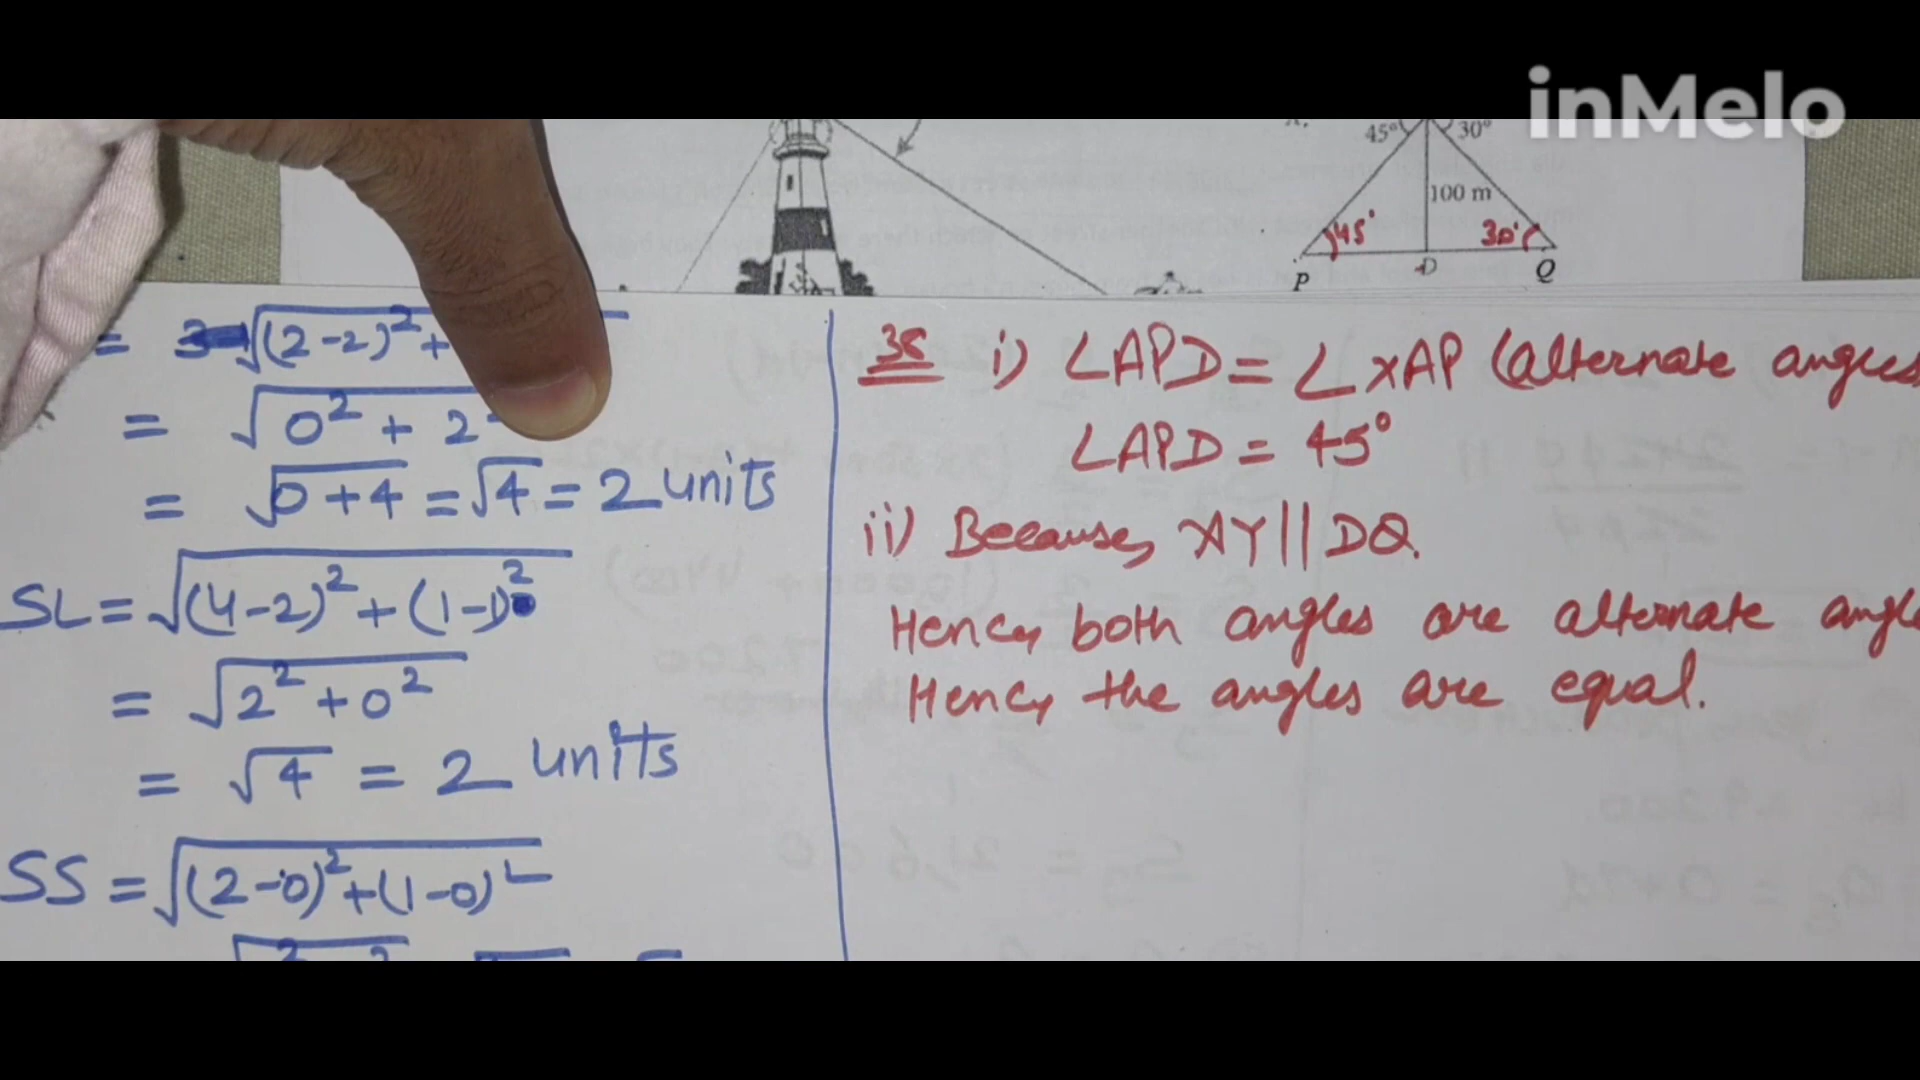 inMelo
45° 30°
100 m
45° 30°
P D Q
= √(2-2)² +
= √0² + 2
= √0+4 = √4 = 2 units
SL = √(4-2)² + (1-1)²
= √2² + 0²
= √4 = 2 units
SS = √(2-0)² + (1-0)²
i) ∠APD = ∠XAP (alternate angles
∠APD = 45°
ii) Because, XY || DQ.
Hence, both angles are alternate angle
Hence, the angles are equal.